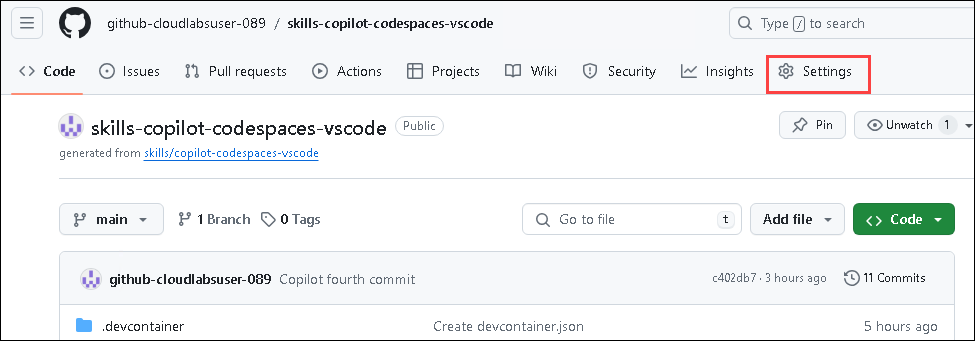 github-cloudlabsuser-089 / skills-copilot-codespaces-vscode
Type / to search
Code Issues Pull requests Actions Projects Wiki Security Insights Settings
skills-copilot-codespaces-vscode Public
Pin Unwatch 1
generated from skills/copilot-codespaces-vscode
main 1 Branch 0 Tags Go to file t Add file Code
github-cloudlabsuser-089 Copilot fourth commit c402db7 · 3 hours ago 11 Commits
.devcontainer Create devcontainer.json 5 hours ago